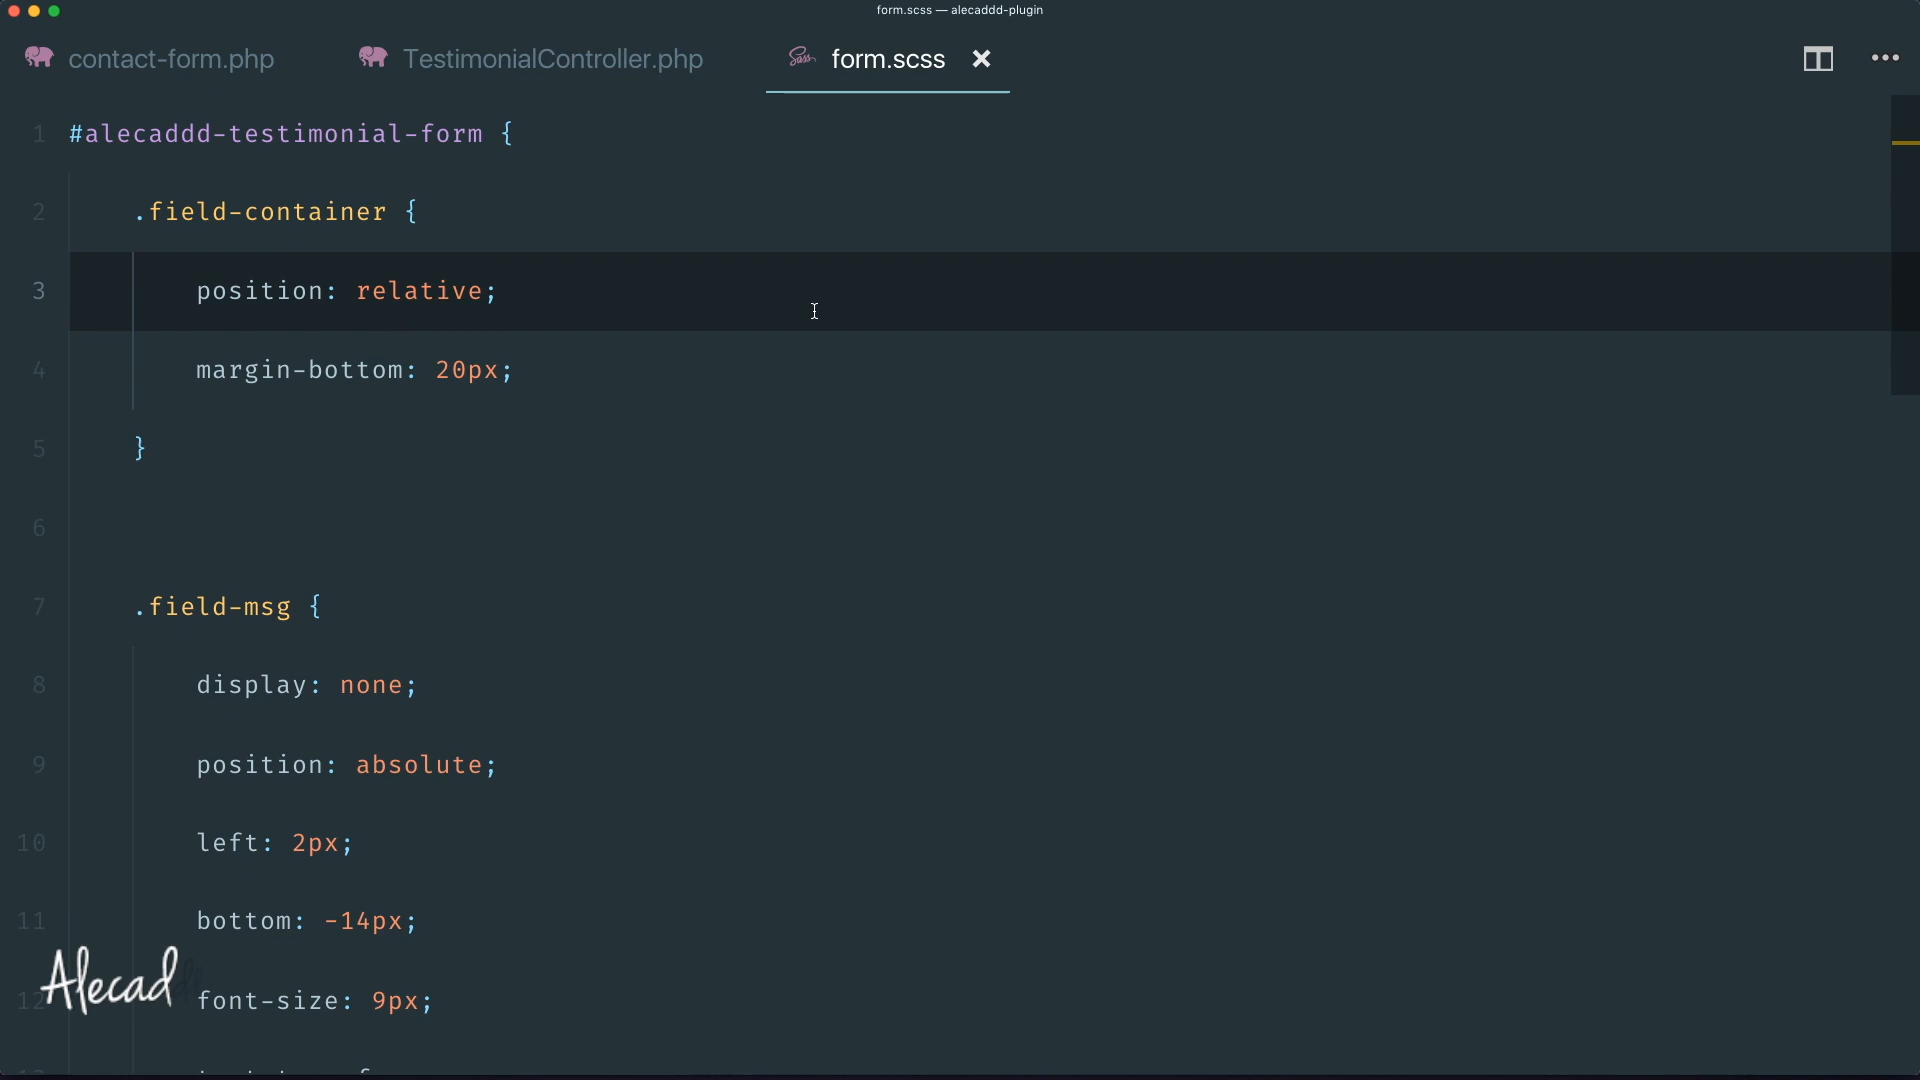 form.scss — alecaddd-plugin
contact-form.php
TestimonialController.php
form.scss
1 #alecaddd-testimonial-form {
2 .field-container {
3 position: relative;
4 margin-bottom: 20px;
5 }
6
7 .field-msg {
8 display: none;
9 position: absolute;
10 left: 2px;
11 bottom: -14px;
12 font-size: 9px;
Alecad